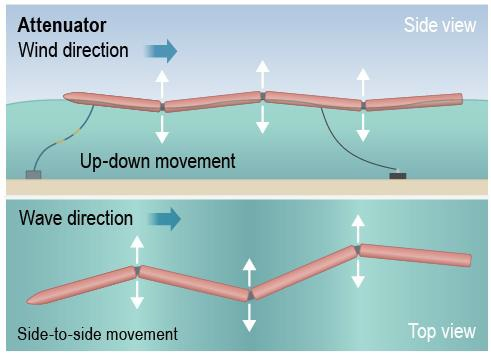 Attenuator
Side view
Wind direction
Up-down movement
Wave direction
Side-to-side movement
Top view